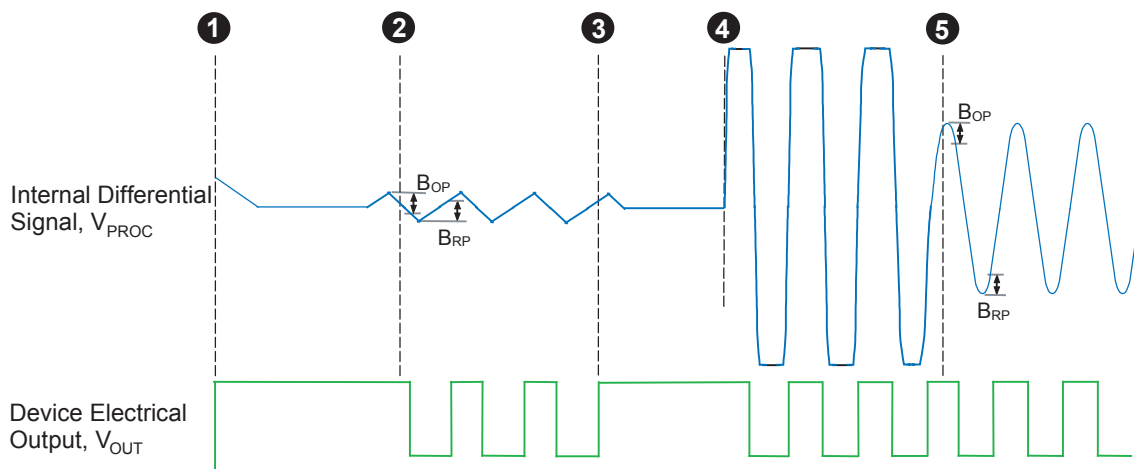 1 2 3 4 5
BOP
BOP
Internal Differential
Signal, VPROC
BRP
BRP
Device Electrical
Output, VOUT